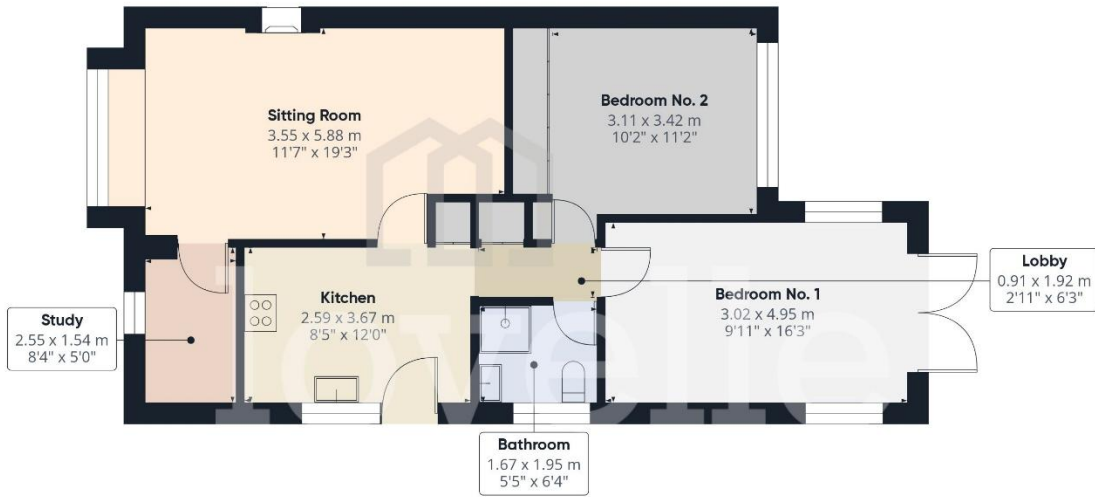 Sitting Room
3.55 x 5.88 m
11'7" x 19'3"
Bedroom No. 2
3.11 x 3.42 m
10'2" x 11'2"
Lobby
0.91 x 1.92 m
2'11" x 6'3"
Study
2.55 x 1.54 m
8'4" x 5'0"
Kitchen
2.59 x 3.67 m
8'5" x 12'0"
Bedroom No. 1
3.02 x 4.95 m
9'11" x 16'3"
Bathroom
1.67 x 1.95 m
5'5" x 6'4"
lovelle